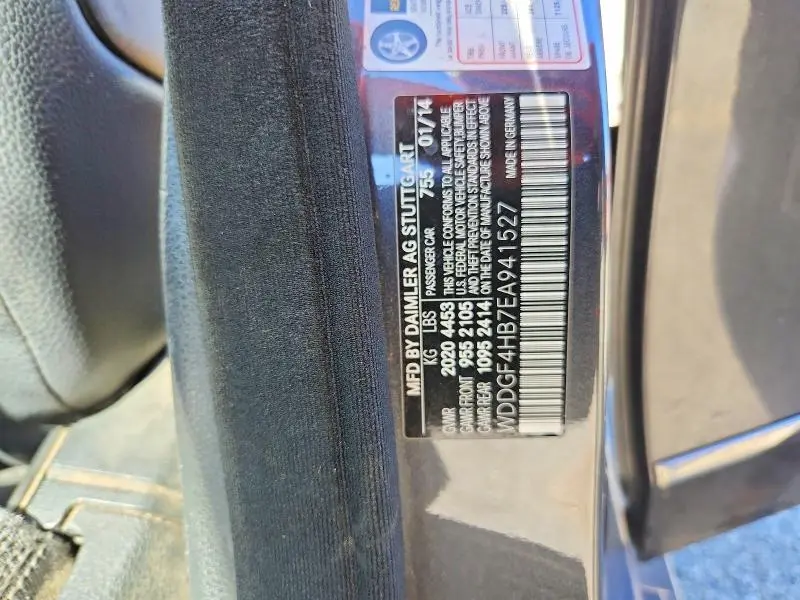 MFD BY DAIMLER AG STUTTGART
KG LBS PASSENGER CAR 755 01/14
GVWR 2020 4453 THIS VEHICLE CONFORMS TO ALL APPLICABLE
GAWR FRONT 955 2105 U.S. FEDERAL MOTOR VEHICLE SAFETY, BUMPER
GAWR REAR 1095 2414 AND THEFT PREVENTION STANDARDS IN EFFECT
ON THE DATE OF MANUFACTURE SHOWN ABOVE
WDDGF4HB7EA941527 MADE IN GERMANY